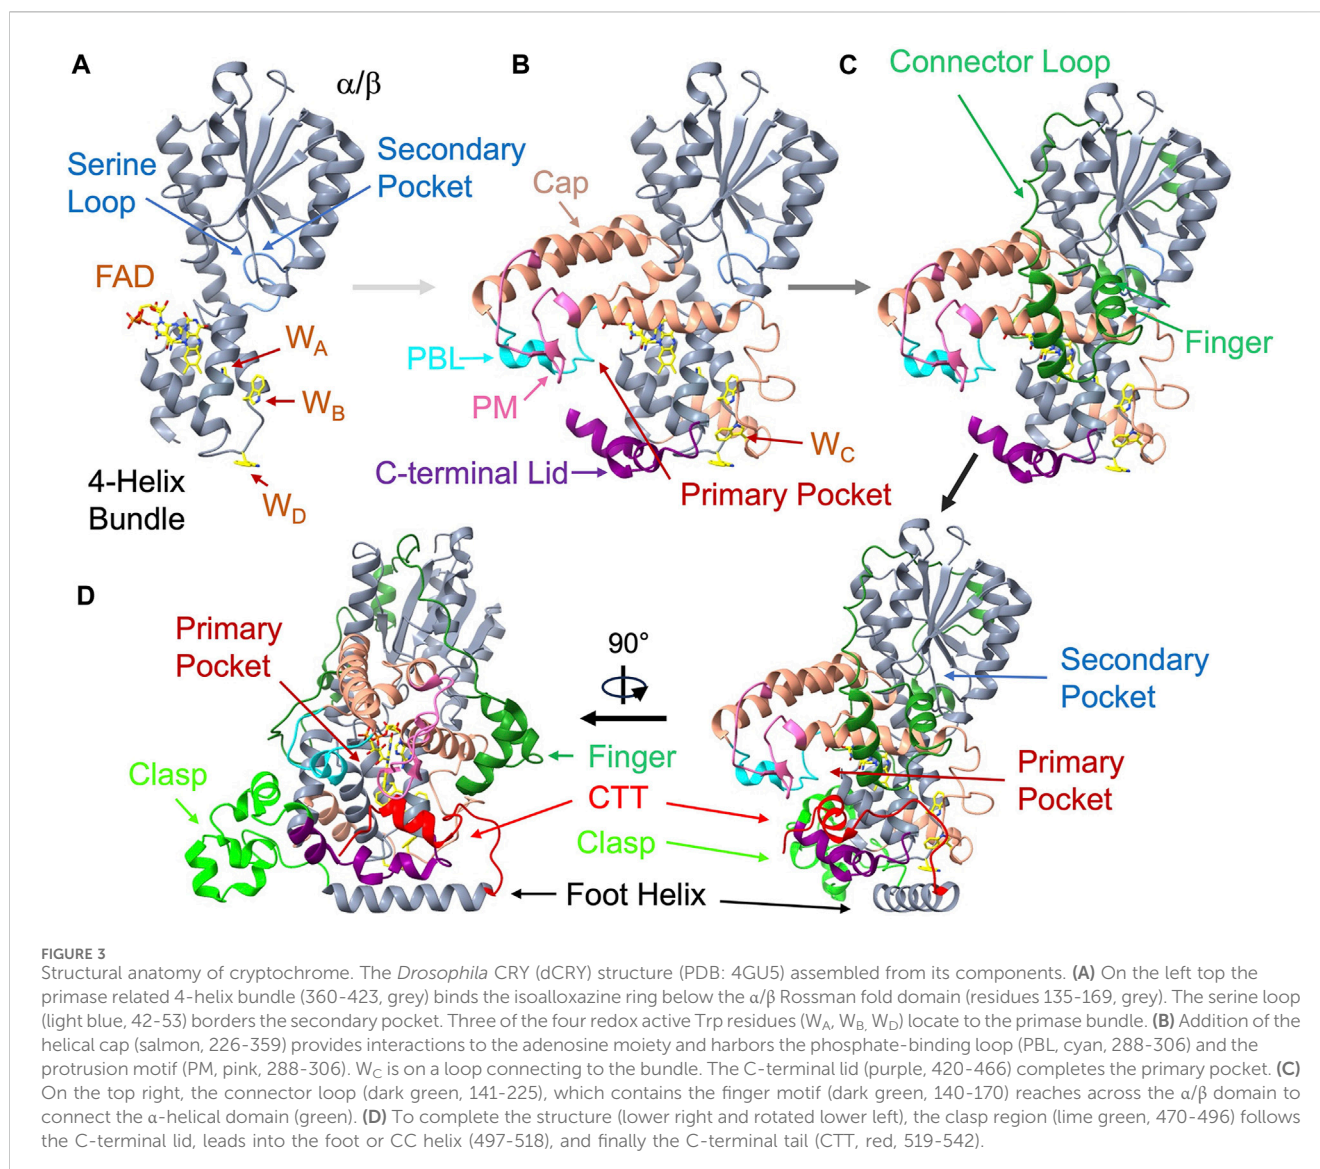 A
α/β
B
C
Connector Loop
Serine
Loop
Secondary
Pocket
Cap
FAD
W_A
W_B
W_D
4-Helix
Bundle
PBL
PM
C-terminal Lid
W_C
Primary Pocket
Finger
D
Primary
Pocket
Clasp
90°
Finger
CTT
Clasp
Foot Helix
Secondary
Pocket
Primary
Pocket
FIGURE 3
Structural anatomy of cryptochrome. The Drosophila CRY (dCRY) structure (PDB: 4GU5) assembled from its components. (A) On the left top the
primase related 4-helix bundle (360-423, grey) binds the isoalloxazine ring below the α/β Rossman fold domain (residues 135-169, grey). The serine loop
(light blue, 42-53) borders the secondary pocket. Three of the four redox active Trp residues (W_A, W_B, W_D) locate to the primase bundle. (B) Addition of the
helical cap (salmon, 226-359) provides interactions to the adenosine moiety and harbors the phosphate-binding loop (PBL, cyan, 288-306) and the
protrusion motif (PM, pink, 288-306). W_C is on a loop connecting to the bundle. The C-terminal lid (purple, 420-466) completes the primary pocket. (C)
On the top right, the connector loop (dark green, 141-225), which contains the finger motif (dark green, 140-170) reaches across the α/β domain to
connect the α-helical domain (green). (D) To complete the structure (lower right and rotated lower left), the clasp region (lime green, 470-496) follows
the C-terminal lid, leads into the foot or CC helix (497-518), and finally the C-terminal tail (CTT, red, 519-542).